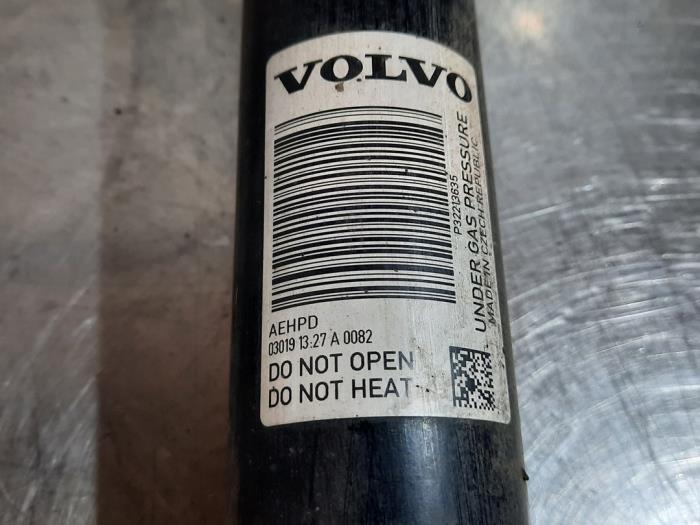 VOLVO
P32213635
UNDER GAS PRESSURE
MADE IN CZECH REPUBLIC
AEHPD
03019 13:27 A 0082
DO NOT OPEN
DO NOT HEAT